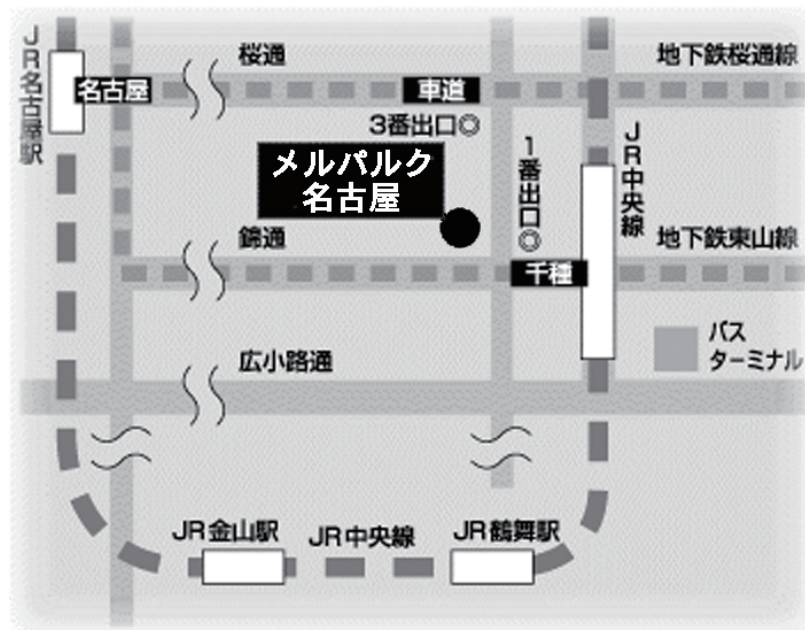 JR名古屋駅
桜通
地下鉄桜通線
名古屋
車道
3番出口◎
1番出口◎
JR中央線
メルパルク
名古屋
錦通
地下鉄東山線
千種
広小路通
バス
ターミナル
JR金山駅
JR中央線
JR鶴舞駅